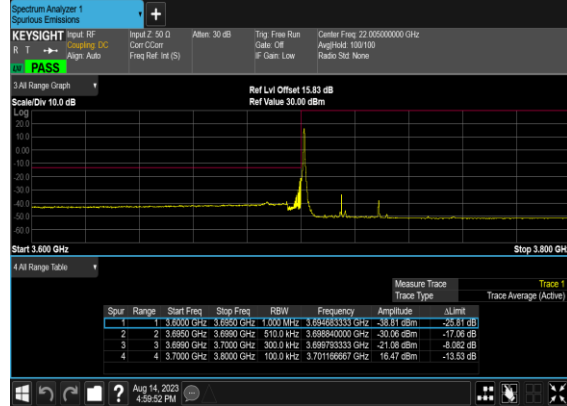 Spectrum Analyzer 1
Spurious Emissions
+
KEYSIGHT Input: RF Input Z: 50 Ω Atten: 30 dB Trig: Free Run Center Freq: 22.005000000 GHz
R T Coupling: DC Corr CCorr Gate: Off Avg|Hold: 100/100
Align: Auto Freq Ref: Int (S) IF Gain: Low Radio Std: None
LW PASS
3 All Range Graph
Ref Lvl Offset 15.83 dB
Scale/Div 10.0 dB Ref Value 30.00 dBm
Log
20.0
10.0
0.00
-10.0
-20.0
-30.0
-40.0
-50.0
-60.0
Start 3.600 GHz Stop 3.800 GH
4 All Range Table
Measure Trace Trace 1
Trace Type Trace Average (Active)
Spur Range Start Freq Stop Freq RBW Frequency Amplitude ΔLimit
1 1 3.6000 GHz 3.6950 GHz 1.000 MHz 3.694683333 GHz -38.81 dBm -25.81 dB
2 2 3.6950 GHz 3.6990 GHz 510.0 kHz 3.698840000 GHz -30.06 dBm -17.06 dB
3 3 3.6990 GHz 3.7000 GHz 300.0 kHz 3.699793333 GHz -21.08 dBm -8.082 dB
4 4 3.7000 GHz 3.8000 GHz 100.0 kHz 3.701166667 GHz 16.47 dBm -13.53 dB
? Aug 14, 2023
4:59:52 PM